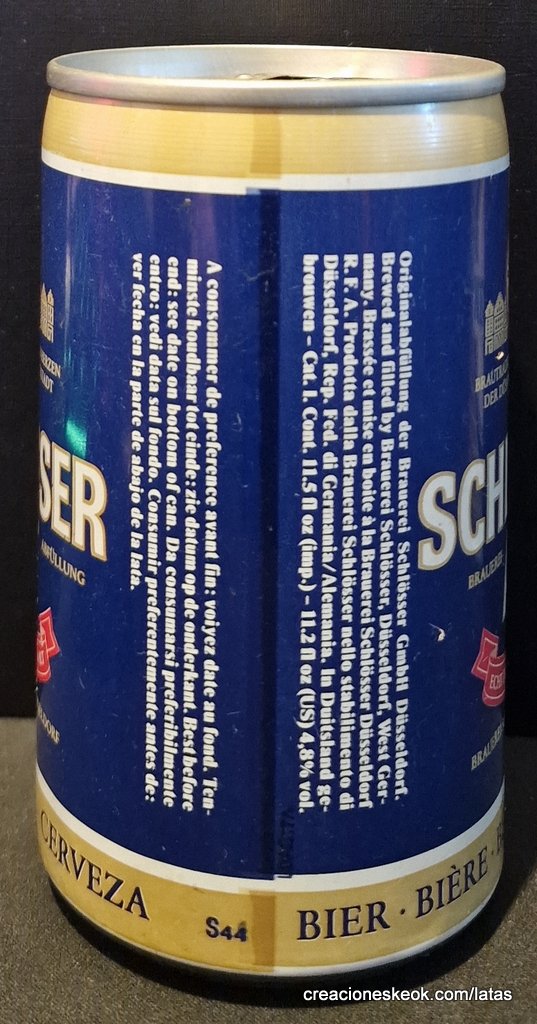 Originalabfüllung der Brauerei Schlösser GmbH Düsseldorf.
Brewed and filled by Brauerei Schlösser, Düsseldorf, West Ger-
many. Brassée et mise en boîte à la Brauerei Schlösser Düsseldorf
R.F.A. Prodotta dalla Brauerei Schlösser nello stabilimento di
Düsseldorf, Rep. Fed. di Germania/Alemania. In Duitsland ge-
brouwen – Cat. I. Cont. 11.5 fl oz (imp.) – 11.2 fl oz (US) 4,8% vol.
A consommer de preference avant fin: voiyez date au fond. Ten-
minste houdbaar tot einde: zie datum op de onderkant. Best before
end: see date on bottom of can. Da consumarsi preferibilmente
entro: vedi data sul fondo. Consumir preferentemente antes de:
ver fecha en la parte de abajo de la lata.
SER
ABFÜLLUNG
SCH
BRAUEREI
CERVEZA
S44
BIER · BIÈRE ·
creacioneskeok.com/latas